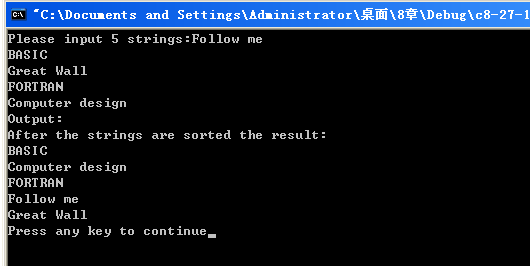 "C:\Documents and Settings\Administrator\桌面\8章\Debug\c8-27-1
Please input 5 strings:Follow me
BASIC
Great Wall
FORTRAN
Computer design
Output:
After the strings are sorted the result:
BASIC
Computer design
FORTRAN
Follow me
Great Wall
Press any key to continue_